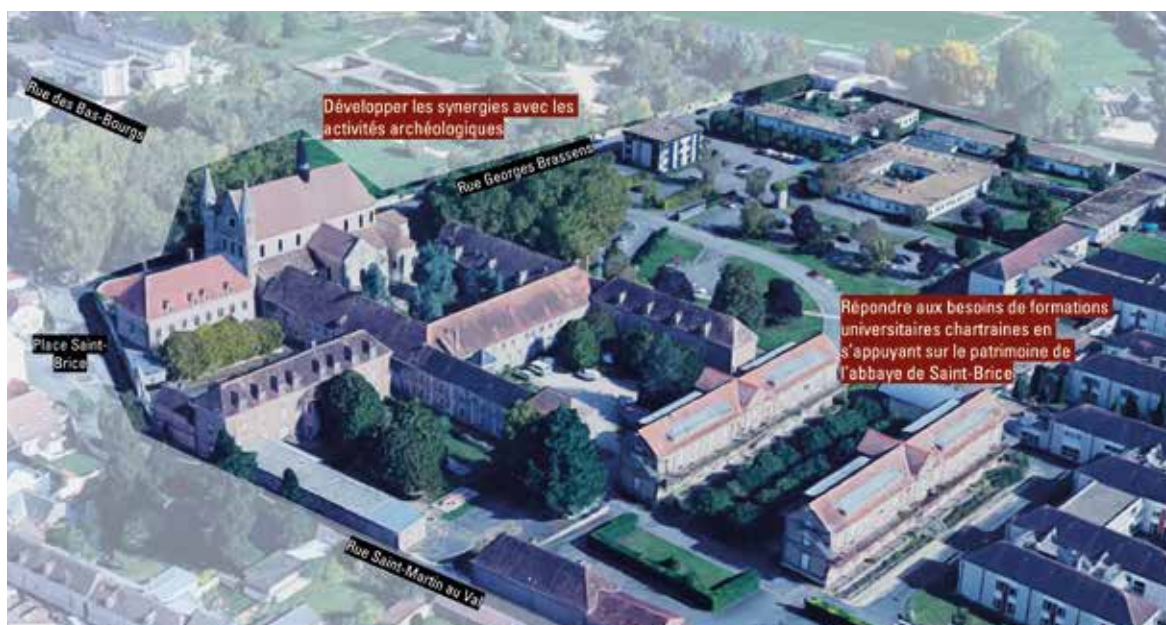 Rue des Bas-Bourgs
Développer les synergies avec les
activités archéologiques
Rue Georges Brassens
Répondre aux besoins de formations
universitaires chartraines en
s'appuyant sur le patrimoine de
l'abbaye de Saint-Brice
Place Saint-
Brice
Rue Saint-Martin au Val